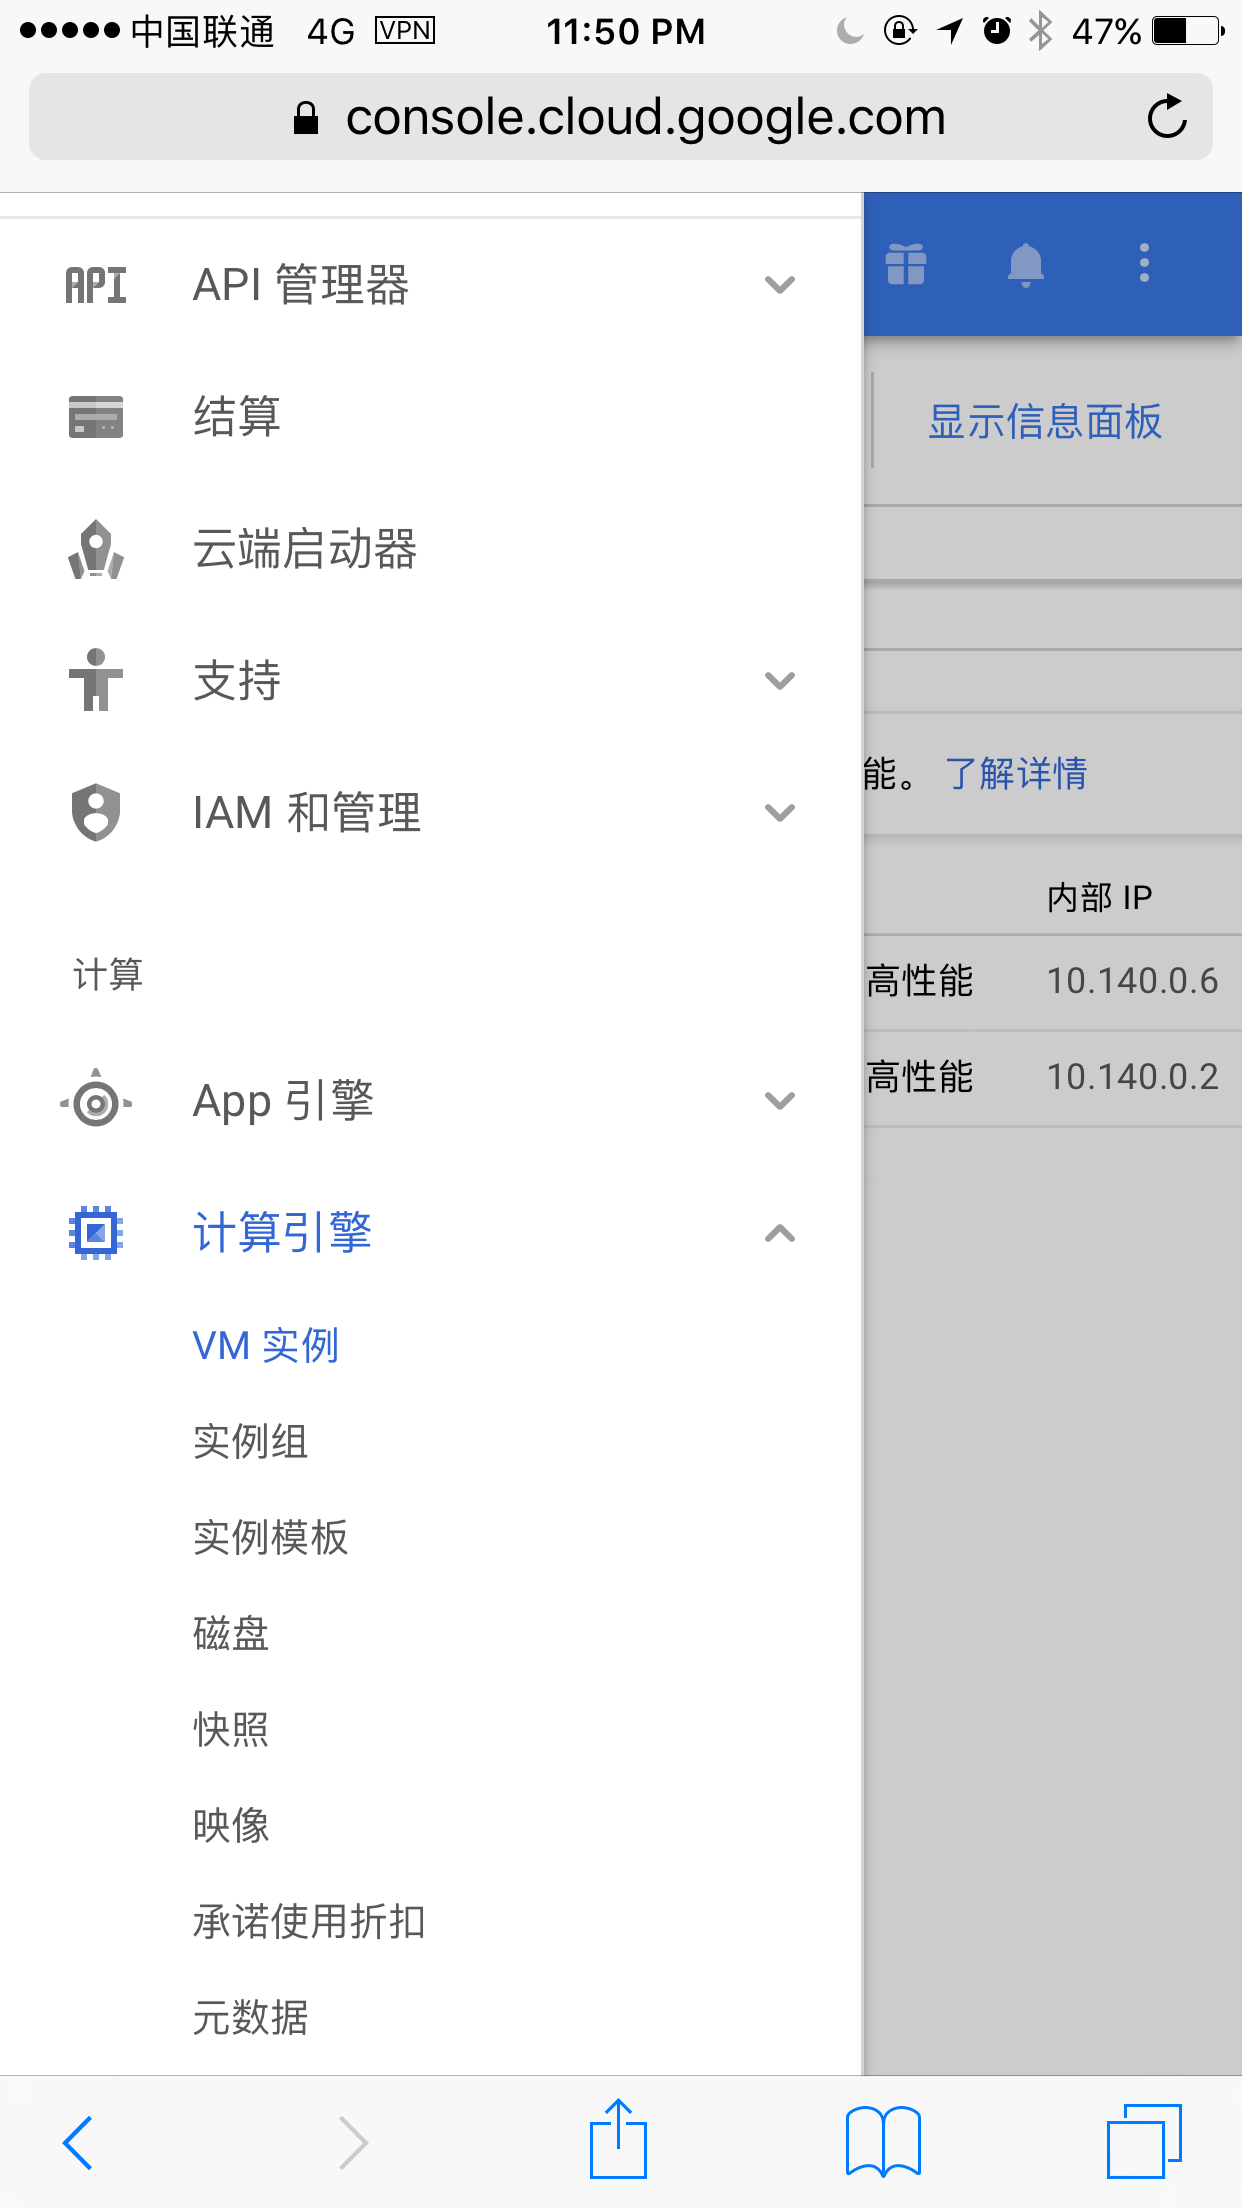 中国联通 4G VPN 11:50 PM 47%
console.cloud.google.com
API API 管理器
结算
显示信息面板
云端启动器
支持
能。 了解详情
IAM 和管理
内部 IP
计算
高性能 10.140.0.6
App 引擎
高性能 10.140.0.2
计算引擎
VM 实例
实例组
实例模板
磁盘
快照
映像
承诺使用折扣
元数据